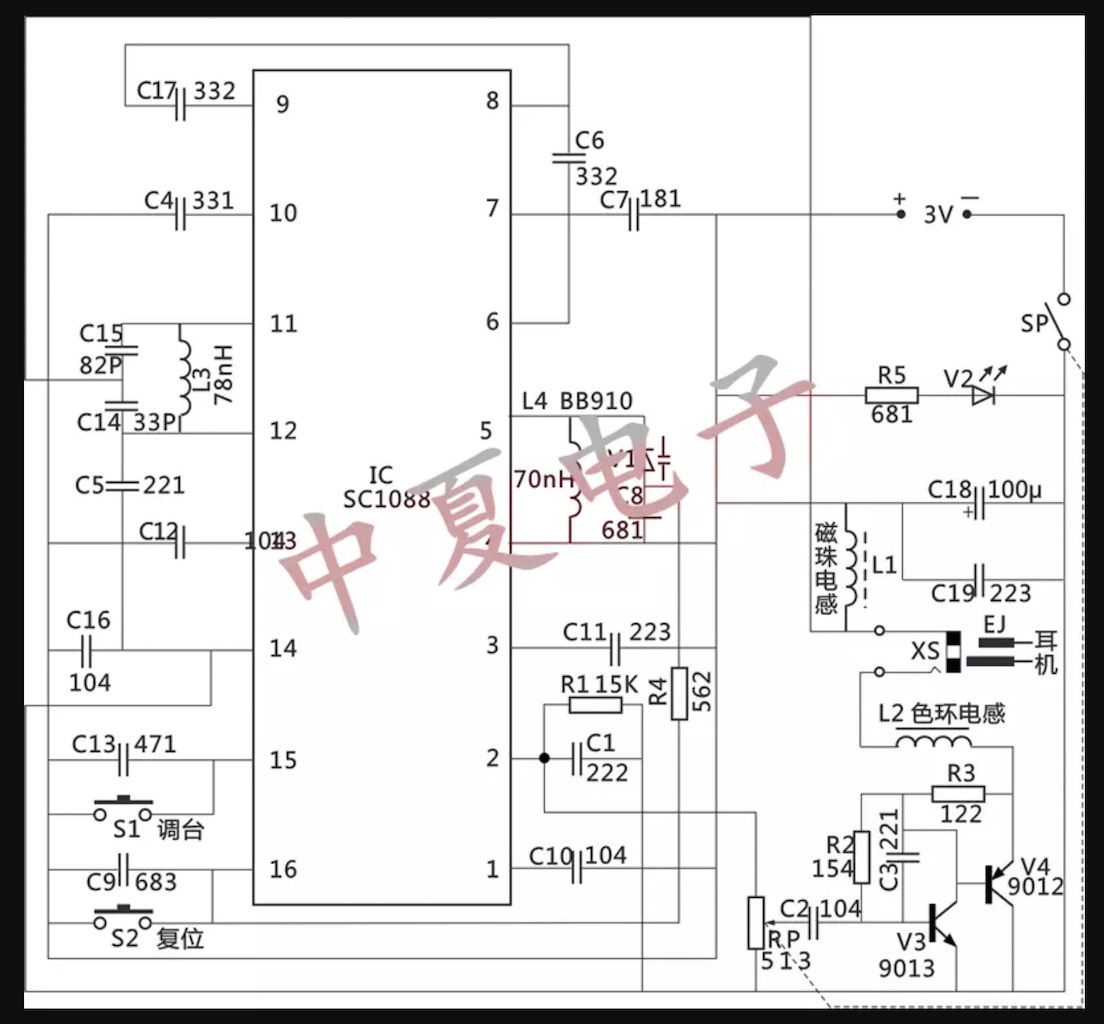 C17 332
9
8
C6
332
C4 331
10
7
C7 181
+
3V
−
C15
82P
11
6
SP
L3
78nH
C14 33P
12
5
L4 BB910
R5
681
V2
C5 221
IC
SC1088
70nH
V1
C8
681
C18 100μ
+
C12
104
13
4
磁珠电感
L1
C19 223
中夏电子
C16
104
14
3
C11 223
R4
562
XS
EJ
耳机
R1 15K
L2 色环电感
C13 471
15
2
C1
222
S1 调台
R3
122
R2
154
C3
221
C9 683
16
1
C10 104
V4
9012
S2 复位
RP
513
C2 104
V3
9013